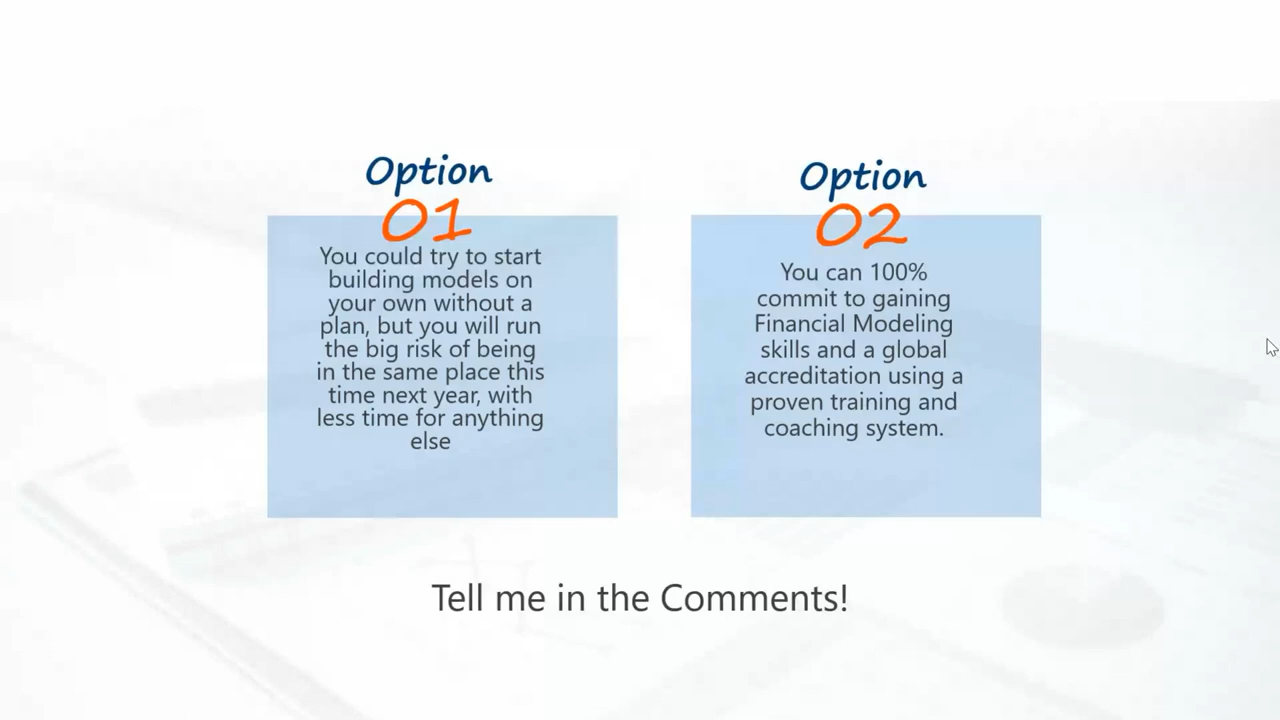 Option
01
You could try to start
building models on
your own without a
plan, but you will run
the big risk of being
in the same place this
time next year, with
less time for anything
else
Option
02
You can 100%
commit to gaining
Financial Modeling
skills and a global
accreditation using a
proven training and
coaching system.
Tell me in the Comments!